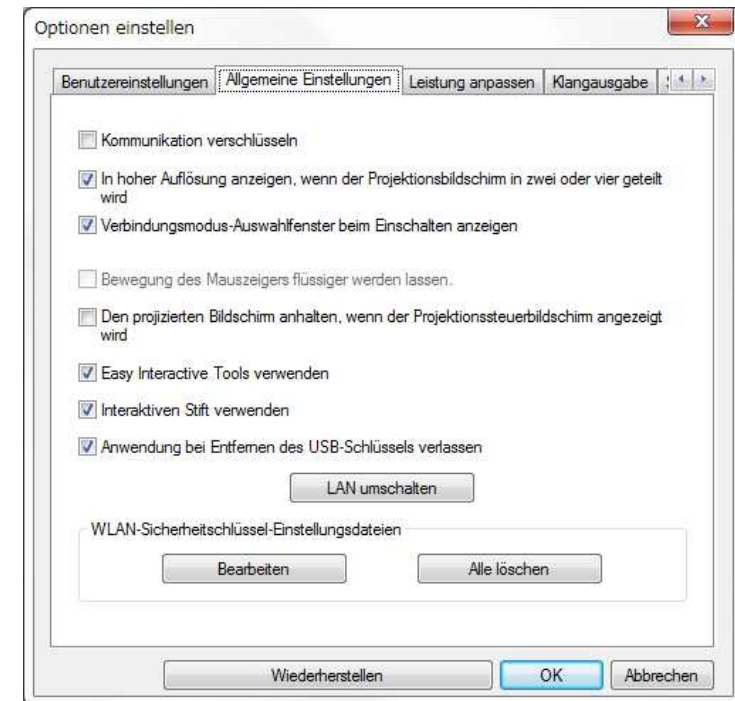 Optionen einstellen
Benutzereinstellungen
Allgemeine Einstellungen
Leistung anpassen
Klangausgabe
Kommunikation verschlüsseln
In hoher Auflösung anzeigen, wenn der Projektionsbildschirm in zwei oder vier geteilt
wird
Verbindungsmodus-Auswahlfenster beim Einschalten anzeigen
Bewegung des Mauszeigers flüssiger werden lassen.
Den projizierten Bildschirm anhalten, wenn der Projektionssteuerbildschirm angezeigt
wird
Easy Interactive Tools verwenden
Interaktiven Stift verwenden
Anwendung bei Entfernen des USB-Schlüssels verlassen
LAN umschalten
WLAN-Sicherheitschlüssel-Einstellungsdateien
Bearbeiten
Alle löschen
Wiederherstellen
OK
Abbrechen